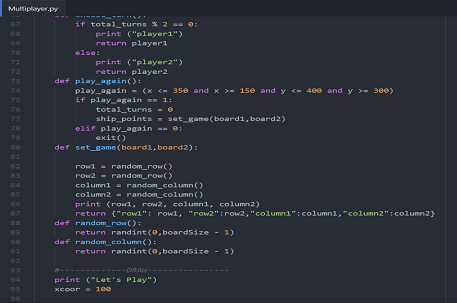 Multiplayer.py
67 if total_turns % 2 == 0:
68 print ("player1")
69 return player1
70 else:
71 print ("player2")
72 return player2
73 def play_again():
74 play_again = (x <= 350 and x >= 150 and y <= 400 and y >= 300)
75 if play_again == 1:
76 total_turns = 0
77 ship_points = set_game(board1,board2)
78 elif play_again == 0:
79 exit()
80 def set_game(board1,board2):
81
82 row1 = random_row()
83 row2 = random_row()
84 column1 = random_column()
85 column2 = random_column()
86 print (row1, row2, column1, column2)
87 return {"row1": row1, "row2":row2,"column1":column1,"column2":column2}
88 def random_row():
89 return randint(0,boardSize - 1)
90 def random_column():
91 return randint(0,boardSize - 1)
92
93 #-------------DRAW----------------
94 print ("Let's Play")
95 xcoor = 100
96